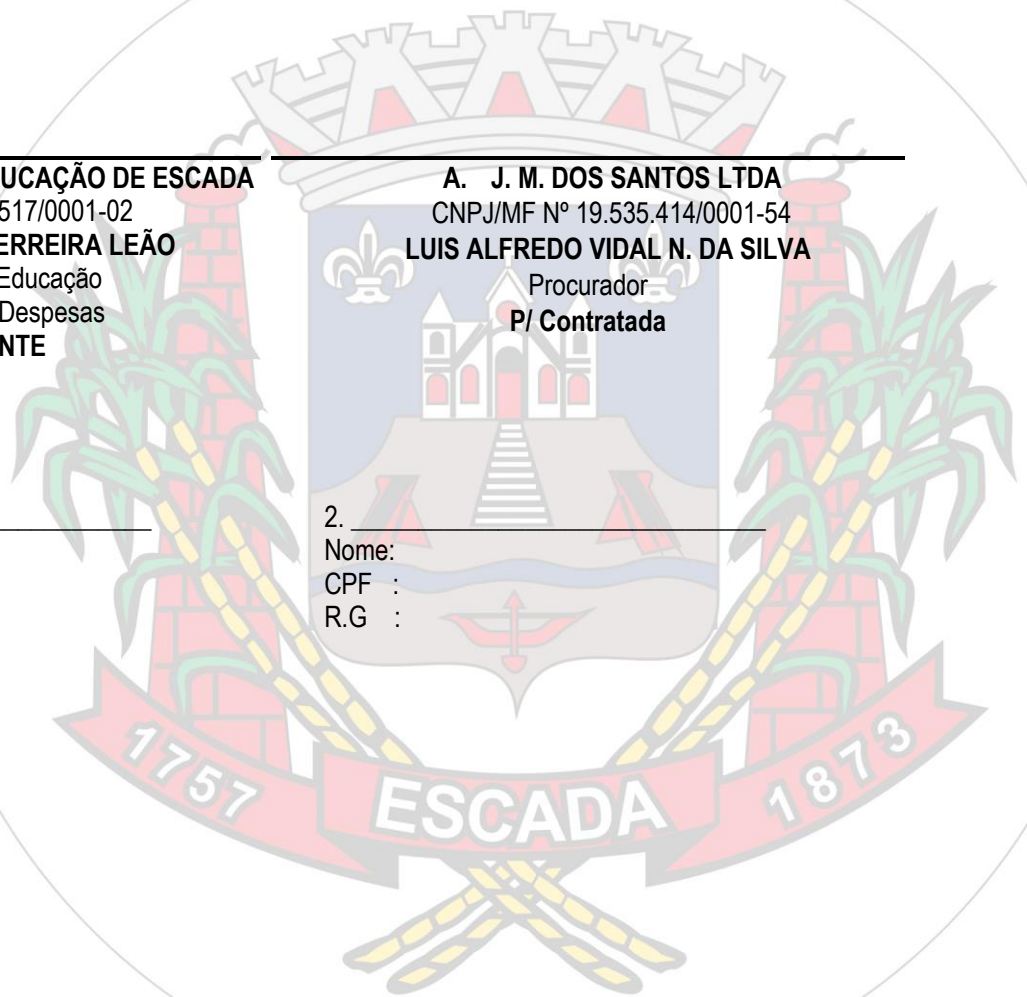 UCAÇÃO DE ESCADA
517/0001-02
ERREIRA LEÃO
Educação
Despesas
NTE
A. J. M. DOS SANTOS LTDA
CNPJ/MF Nº 19.535.414/0001-54
LUIS ALFREDO VIDAL N. DA SILVA
Procurador
P/ Contratada
2. ______________________________
Nome:
CPF :
R.G :
1757 ESCADA 1873